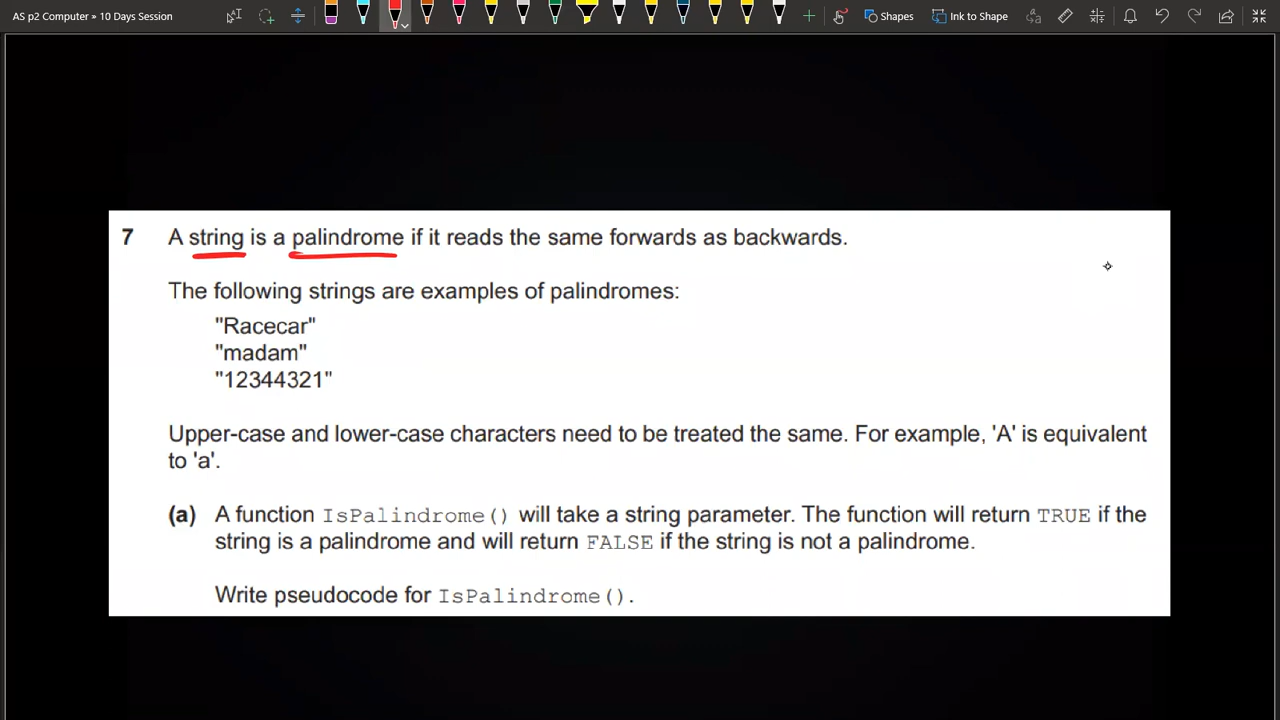 AS p2 Computer » 10 Days Session
Shapes
Ink to Shape
7 A string is a palindrome if it reads the same forwards as backwards.
The following strings are examples of palindromes:
"Racecar"
"madam"
"12344321"
Upper-case and lower-case characters need to be treated the same. For example, 'A' is equivalent
to 'a'.
(a) A function IsPalindrome() will take a string parameter. The function will return TRUE if the
string is a palindrome and will return FALSE if the string is not a palindrome.
Write pseudocode for IsPalindrome().